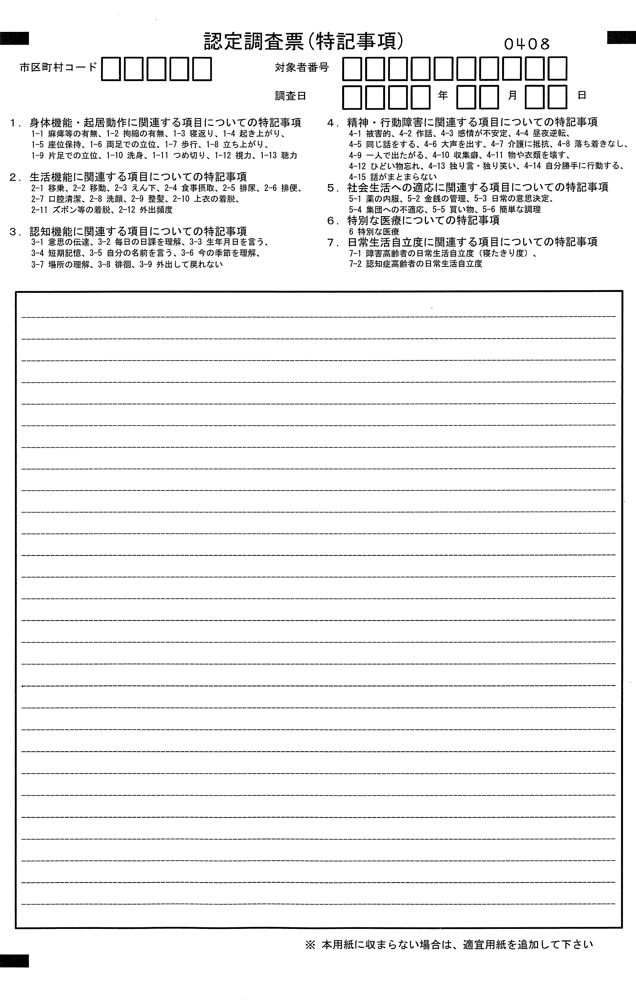 認定調査票(特記事項)
0408
市区町村コード
対象者番号
調査日 年 月 日
1. 身体機能・起居動作に関連する項目についての特記事項
1-1 麻痺等の有無、1-2 拘縮の有無、1-3 寝返り、1-4 起き上がり、
1-5 座位保持、1-6 両足での立位、1-7 歩行、1-8 立ち上がり、
1-9 片足での立位、1-10 洗身、1-11 つめ切り、1-12 視力、1-13 聴力
2. 生活機能に関連する項目についての特記事項
2-1 移乗、2-2 移動、2-3 えん下、2-4 食事摂取、2-5 排尿、2-6 排便、
2-7 口腔清潔、2-8 洗顔、2-9 整髪、2-10 上衣の着脱、
2-11 ズボン等の着脱、2-12 外出頻度
3. 認知機能に関連する項目についての特記事項
3-1 意思の伝達、3-2 毎日の日課を理解、3-3 生年月日を言う、
3-4 短期記憶、3-5 自分の名前を言う、3-6 今の季節を理解、
3-7 場所の理解、3-8 徘徊、3-9 外出して戻れない
4. 精神・行動障害に関連する項目についての特記事項
4-1 被害的、4-2 作話、4-3 感情が不安定、4-4 昼夜逆転、
4-5 同じ話をする、4-6 大声を出す、4-7 介護に抵抗、4-8 落ち着きなし、
4-9 一人で出たがる、4-10 収集癖、4-11 物や衣類を壊す、
4-12 ひどい物忘れ、4-13 独り言・独り笑い、4-14 自分勝手に行動する、
4-15 話がまとまらない
5. 社会生活への適応に関連する項目についての特記事項
5-1 薬の内服、5-2 金銭の管理、5-3 日常の意思決定、
5-4 集団への不適応、5-5 買い物、5-6 簡単な調理
6. 特別な医療についての特記事項
6 特別な医療
7. 日常生活自立度に関連する項目についての特記事項
7-1 障害高齢者の日常生活自立度(寝たきり度)、
7-2 認知症高齢者の日常生活自立度
※ 本用紙に収まらない場合は、適宜用紙を追加して下さい